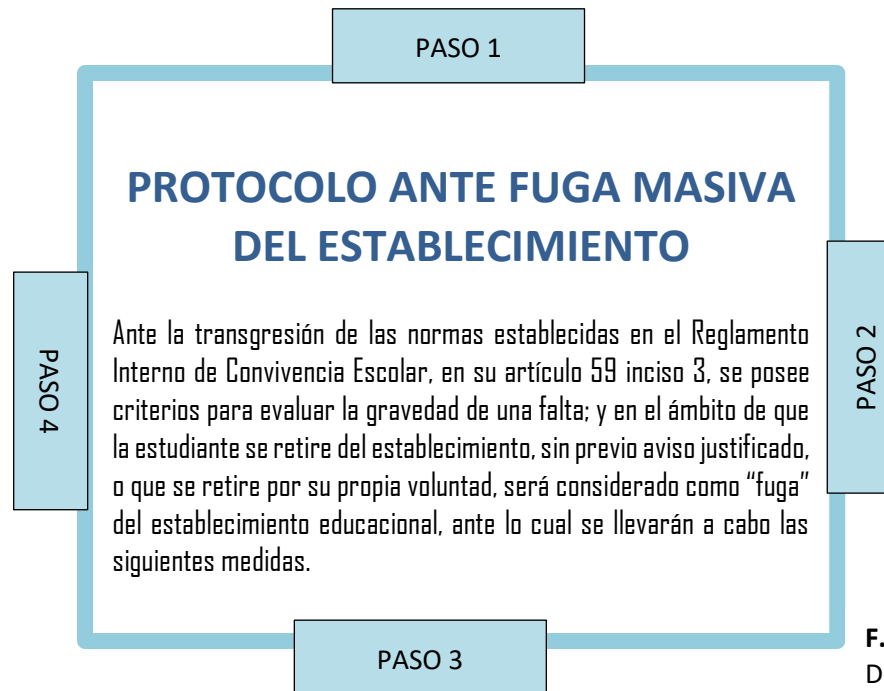 PASO 1
PROTOCOLO ANTE FUGA MASIVA
DEL ESTABLECIMIENTO
Ante la transgresión de las normas establecidas en el Reglamento
Interno de Convivencia Escolar, en su artículo 59 inciso 3, se posee
criterios para evaluar la gravedad de una falta; y en el ámbito de que
la estudiante se retire del establecimiento, sin previo aviso justificado,
o que se retire por su propia voluntad, será considerado como “fuga”
del establecimiento educacional, ante lo cual se llevarán a cabo las
siguientes medidas.
PASO 2
PASO 3
PASO 4
F.
D